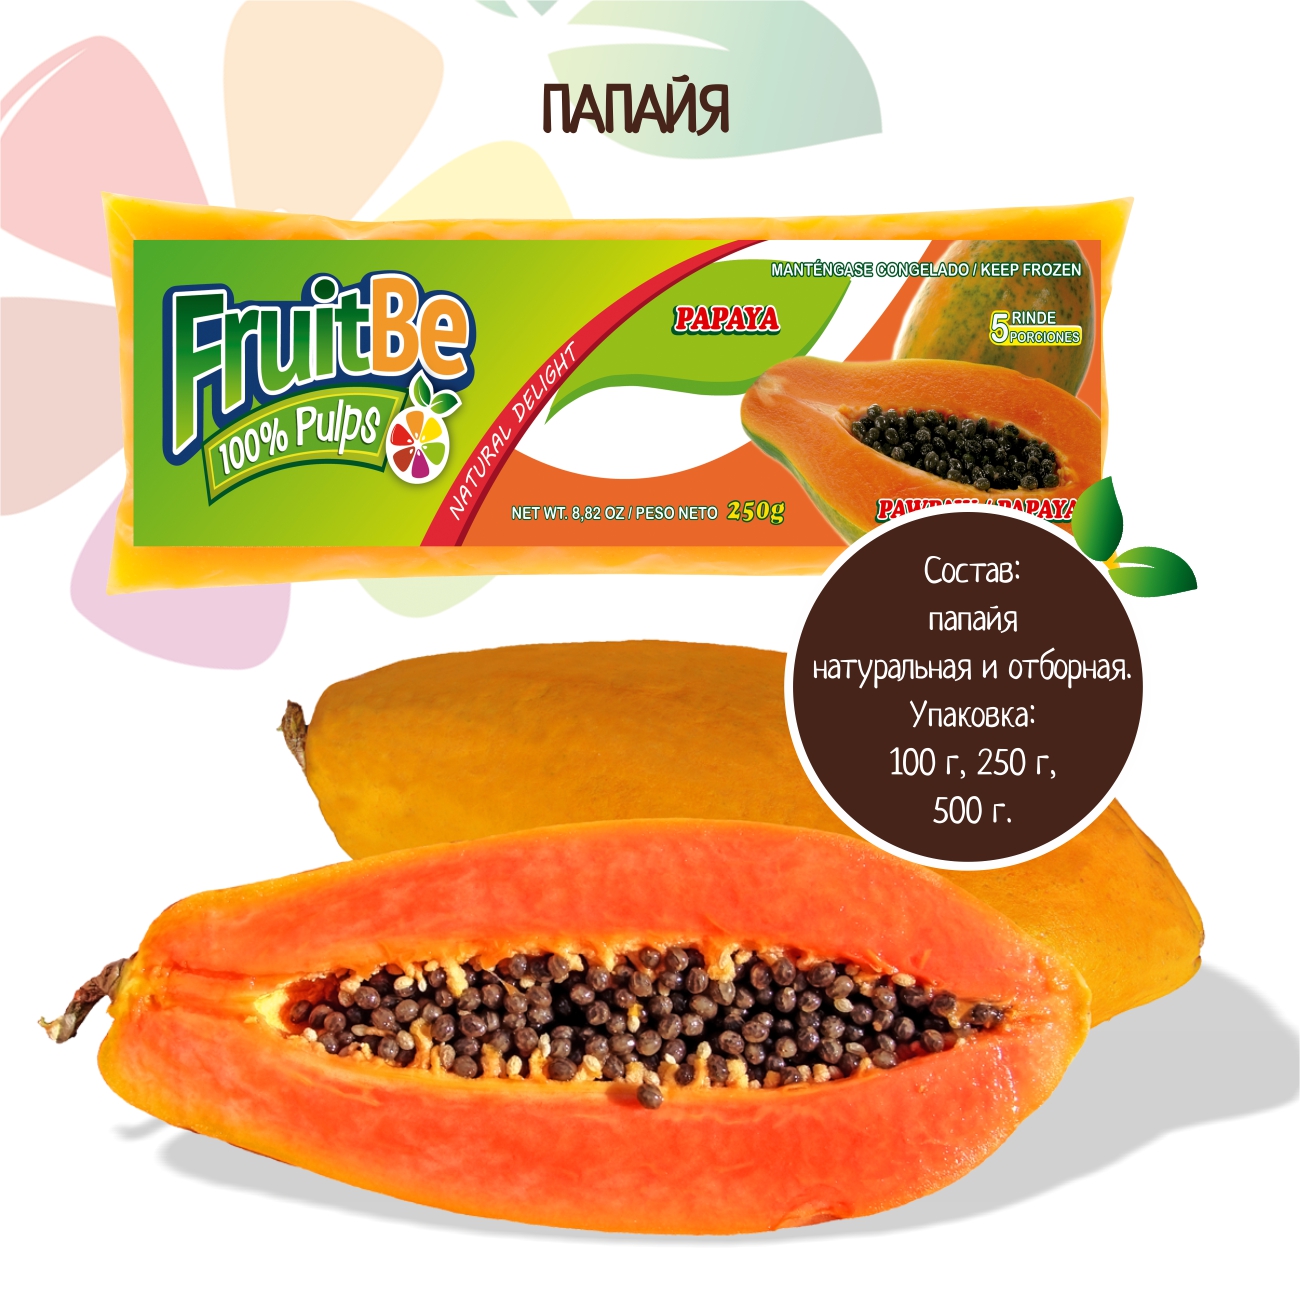 ПАПАЙЯ
MANTÉNGASE CONGELADO / KEEP FROZEN
FruitBe
100% Pulps
NATURAL DELIGHT
PAPAYA
5 RINDE
PORCIONES
NET WT. 8,82 OZ / PESO NETO 250g
PAPAYA
Состав:
папайя
натуральная и отборная.
Упаковка:
100 г, 250 г,
500 г.